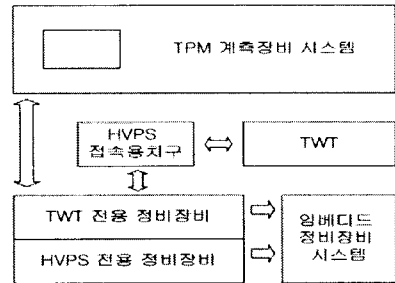 TPM 계측장비 시스템
HVPS
접속용치구
TWT
TWT 전용 정비장비
HVPS 전용 정비장비
임베디드
정비장비
시스템